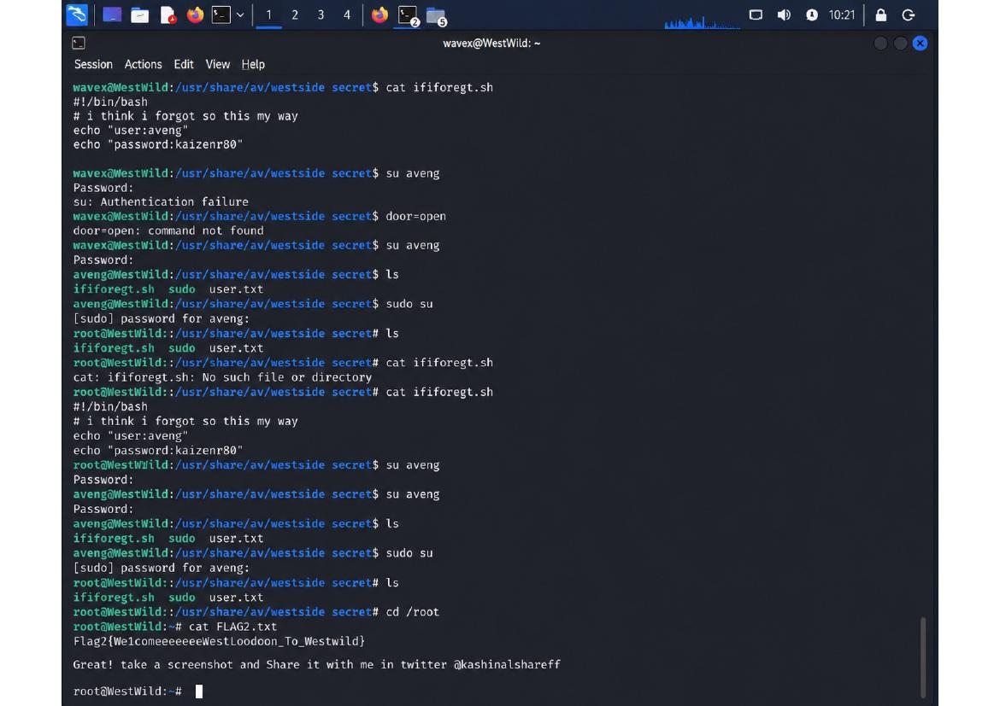 1 2 3 4 2 5 10:21
wavex@WestWild: ~
Session Actions Edit View Help
wavex@WestWild:/usr/share/av/westside secret$ cat ififoregt.sh
#!/bin/bash
# i think i forgot so this my way
echo "user:aveng"
echo "password:kaizenr80"
wavex@WestWild:/usr/share/av/westside secret$ su aveng
Password:
su: Authentication failure
wavex@WestWild:/usr/share/av/westside secret$ door=open
door=open: command not found
wavex@WestWild:/usr/share/av/westside secret$ su aveng
Password:
aveng@WestWild:/usr/share/av/westside secret$ ls
ififoregt.sh sudo user.txt
aveng@WestWild:/usr/share/av/westside secret$ sudo su
[sudo] password for aveng:
root@WestWild::/usr/share/av/westside secret# ls
ififoregt.sh sudo user.txt
root@WestWild::/usr/share/av/westside secret# cat ififoregt.sh
cat: ififoregt.sh: No such file or directory
root@WestWild::/usr/share/av/westside secret# cat ififoregt.sh
#!/bin/bash
# i think i forgot so this my way
echo "user:aveng"
echo "password:kaizenr80"
root@WestWild:/usr/share/av/westside secret$ su aveng
Password:
aveng@WestWild:/usr/share/av/westside secret$ su aveng
Password:
aveng@WestWild:/usr/share/av/westside secret$ ls
ififoregt.sh sudo user.txt
aveng@WestWild:/usr/share/av/westside secret$ sudo su
[sudo] password for aveng:
root@WestWild::/usr/share/av/westside secret# ls
ififoregt.sh sudo user.txt
root@WestWild::/usr/share/av/westside secret# cd /root
root@WestWild:~# cat FLAG2.txt
Flag2{We1comeeeeeeWestLoodoon_To_Westwild}
Great! take a screenshot and Share it with me in twitter @kashinalshareff
root@WestWild:~#